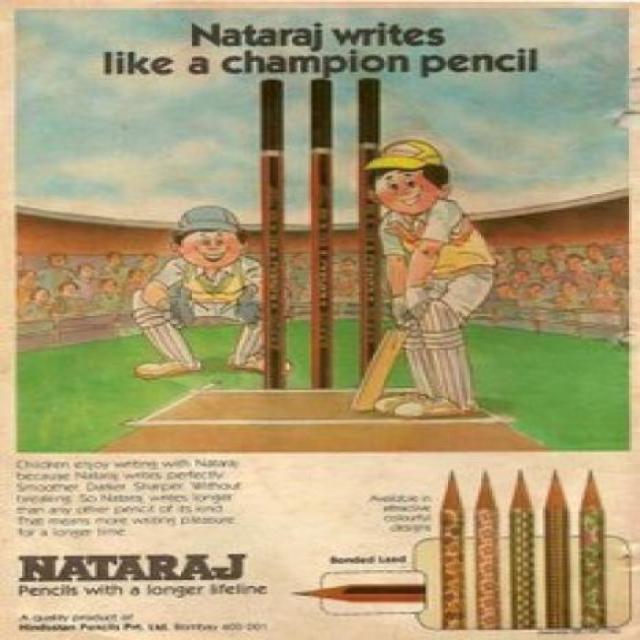 Nataraj writes
like a champion pencil
Children enjoy writing with Nataraj
because Nataraj writes perfectly.
Smoother. Darker. Sharper. Without
breaking. So Nataraj writes longer
than any other pencil of its kind.
That means more writing pleasure
for a longer time.
Available in
attractive
colourful
designs
Bonded Lead
NATARAJ
Pencils with a longer lifeline
A quality product of
Hindustan Pencils Pvt. Ltd. Bombay 400 001